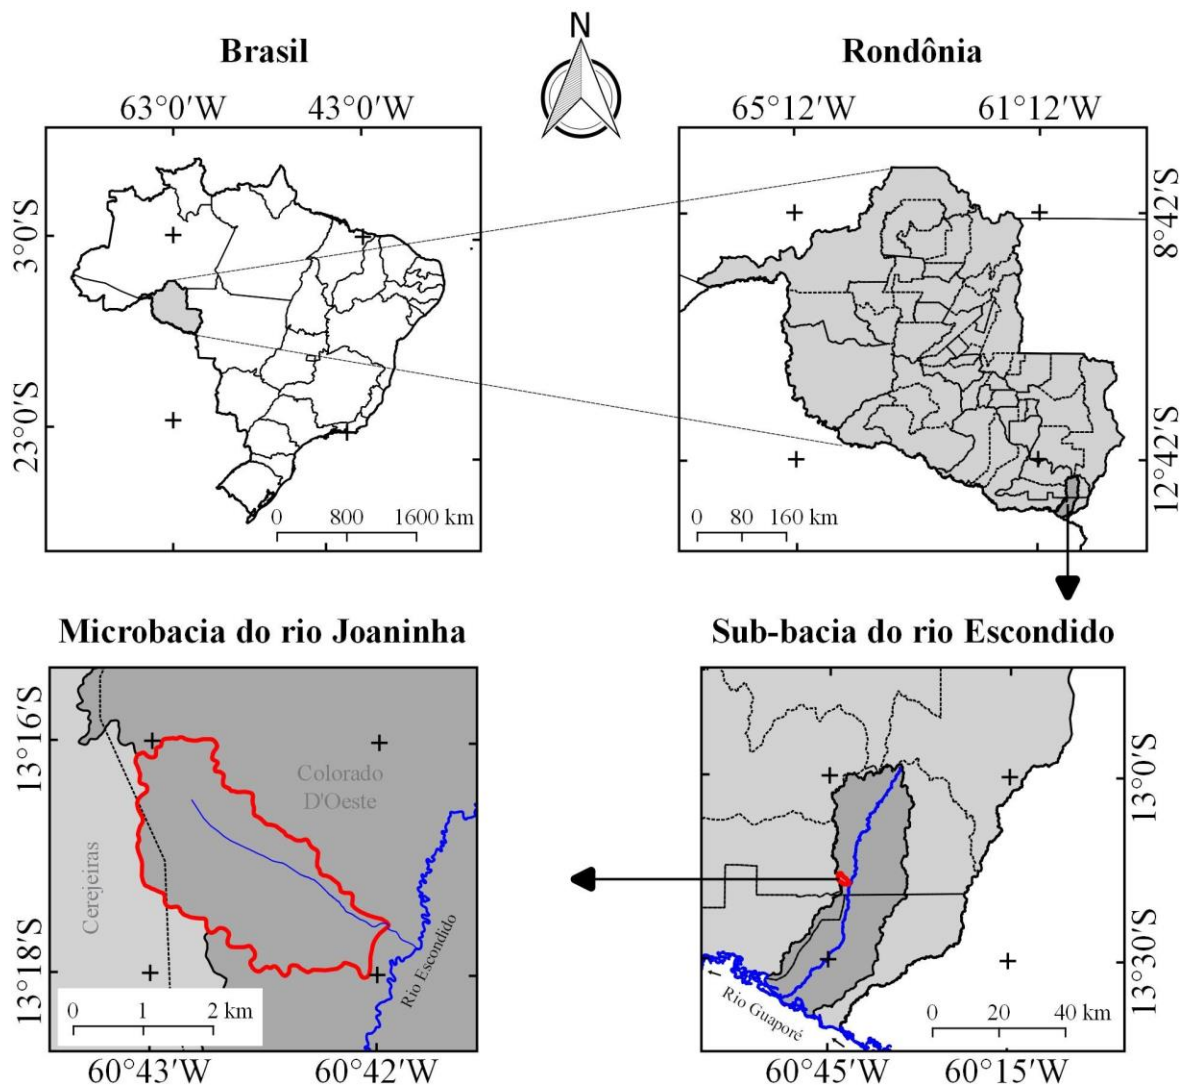 N
Brasil
63°0'W 43°0'W
3°0'S
23°0'S
0 800 1600 km
Rondônia
65°12'W 61°12'W
8°42'S
12°42'S
0 80 160 km
Microbacia do rio Joaninha
13°16'S
13°18'S
Colorado
D'Oeste
Cerejeiras
Rio Escondido
0 1 2 km
60°43'W 60°42'W
Sub-bacia do rio Escondido
13°0'S
13°30'S
Rio Guaporé
0 20 40 km
60°45'W 60°15'W